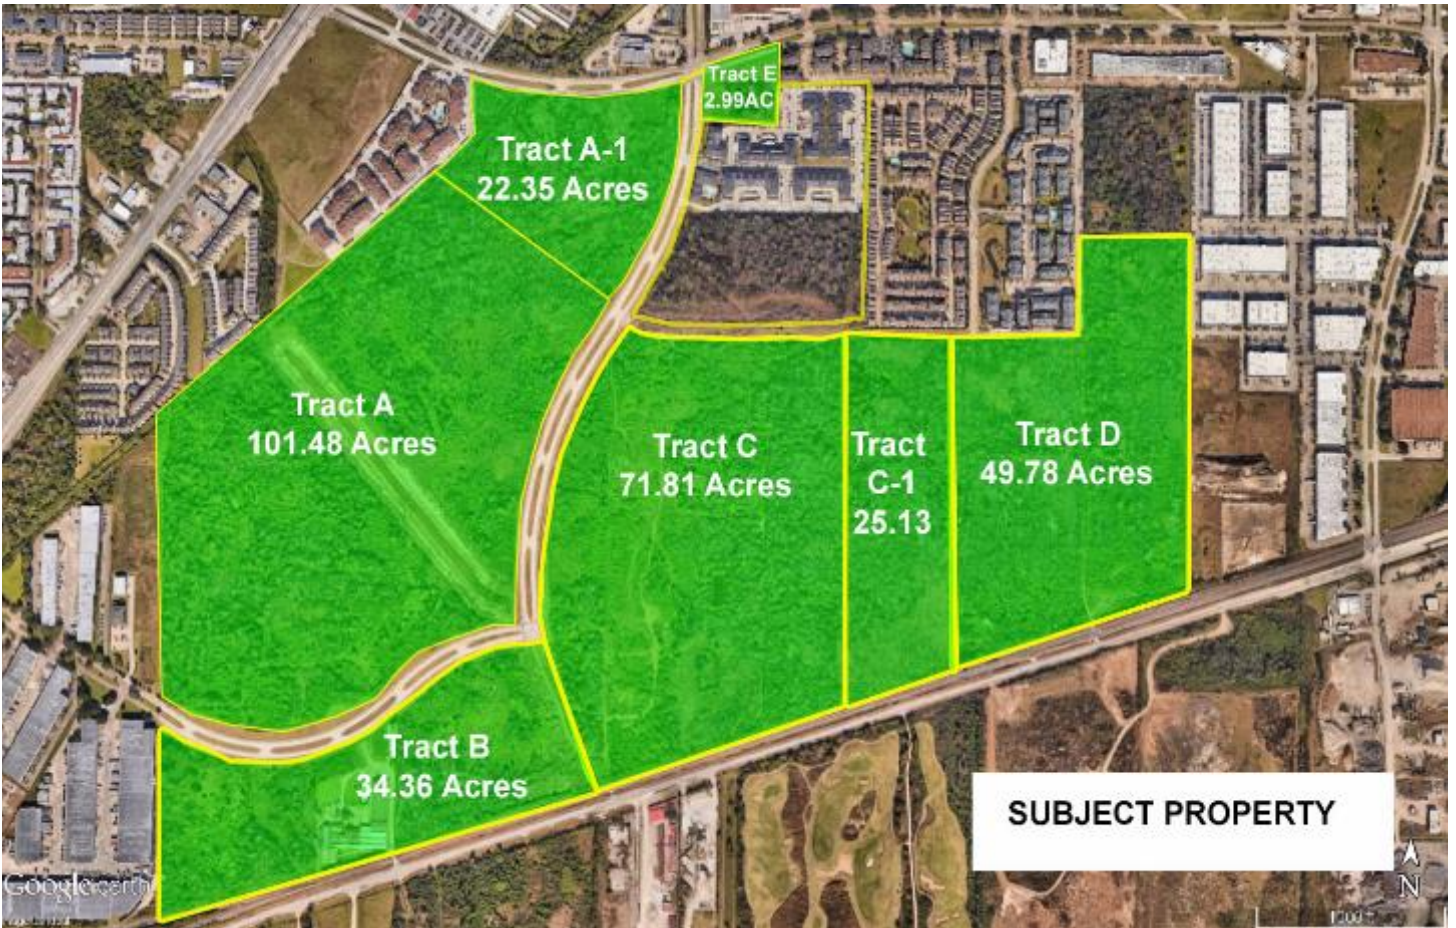 Tract E
2.99AC
Tract A-1
22.35 Acres
Tract A
101.48 Acres
Tract C
71.81 Acres
Tract
C-1
25.13
Tract D
49.78 Acres
Tract B
34.36 Acres
SUBJECT PROPERTY
Google earth
N